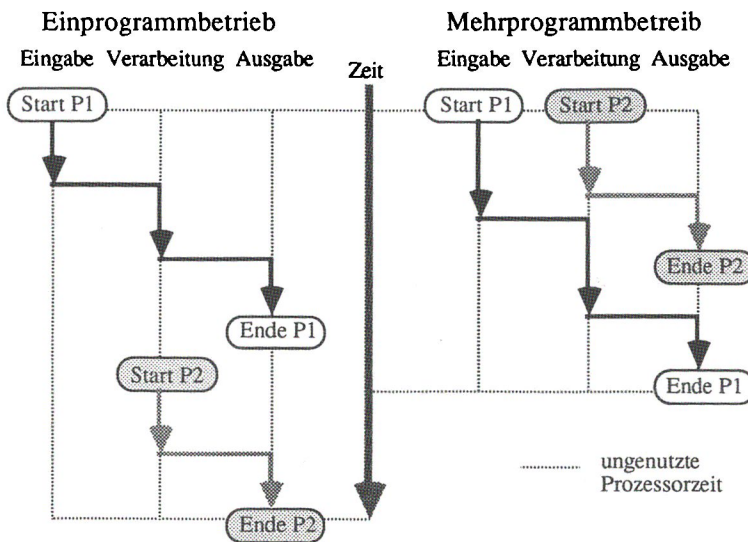 Einprogrammbetrieb
Eingabe Verarbeitung Ausgabe
Start P1
Ende P1
Start P2
Ende P2
Zeit
Mehrprogrammbetreib
Eingabe Verarbeitung Ausgabe
Start P1
Start P2
Ende P2
Ende P1
ungenutzte
Prozessorzeit